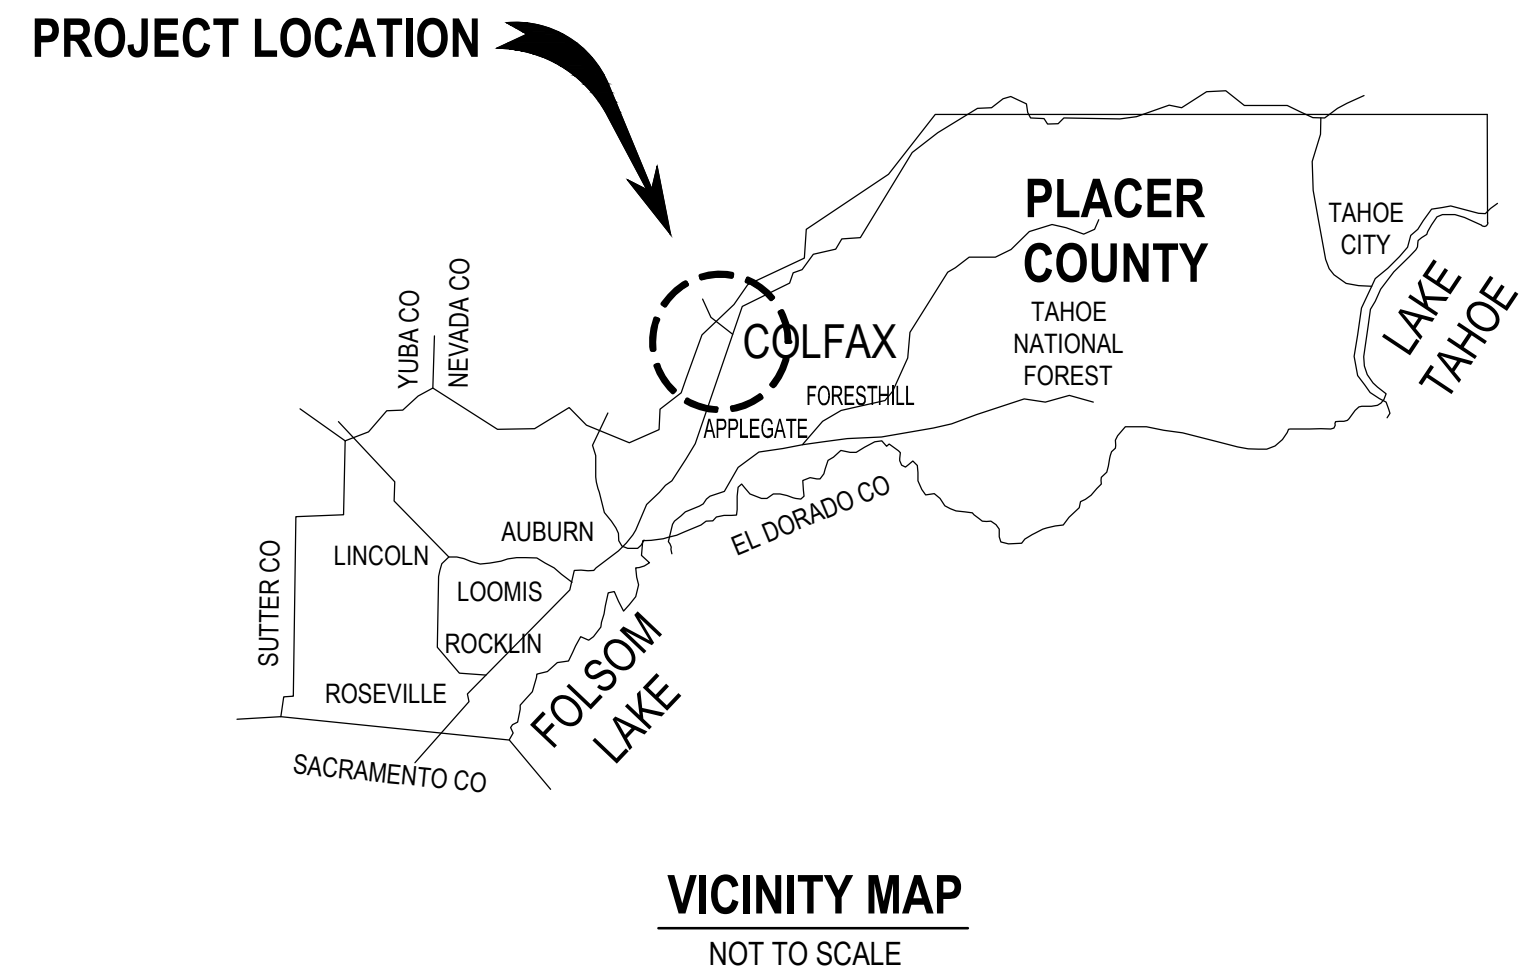 PROJECT LOCATION
PLACER
COUNTY
TAHOE
CITY
LAKE
TAHOE
YUBA CO
NEVADA CO
COLFAX
TAHOE
NATIONAL
FOREST
FORESTHILL
APPLEGATE
EL DORADO CO
AUBURN
LINCOLN
LOOMIS
SUTTER CO
ROCKLIN
ROSEVILLE
FOLSOM
LAKE
SACRAMENTO CO
VICINITY MAP
NOT TO SCALE